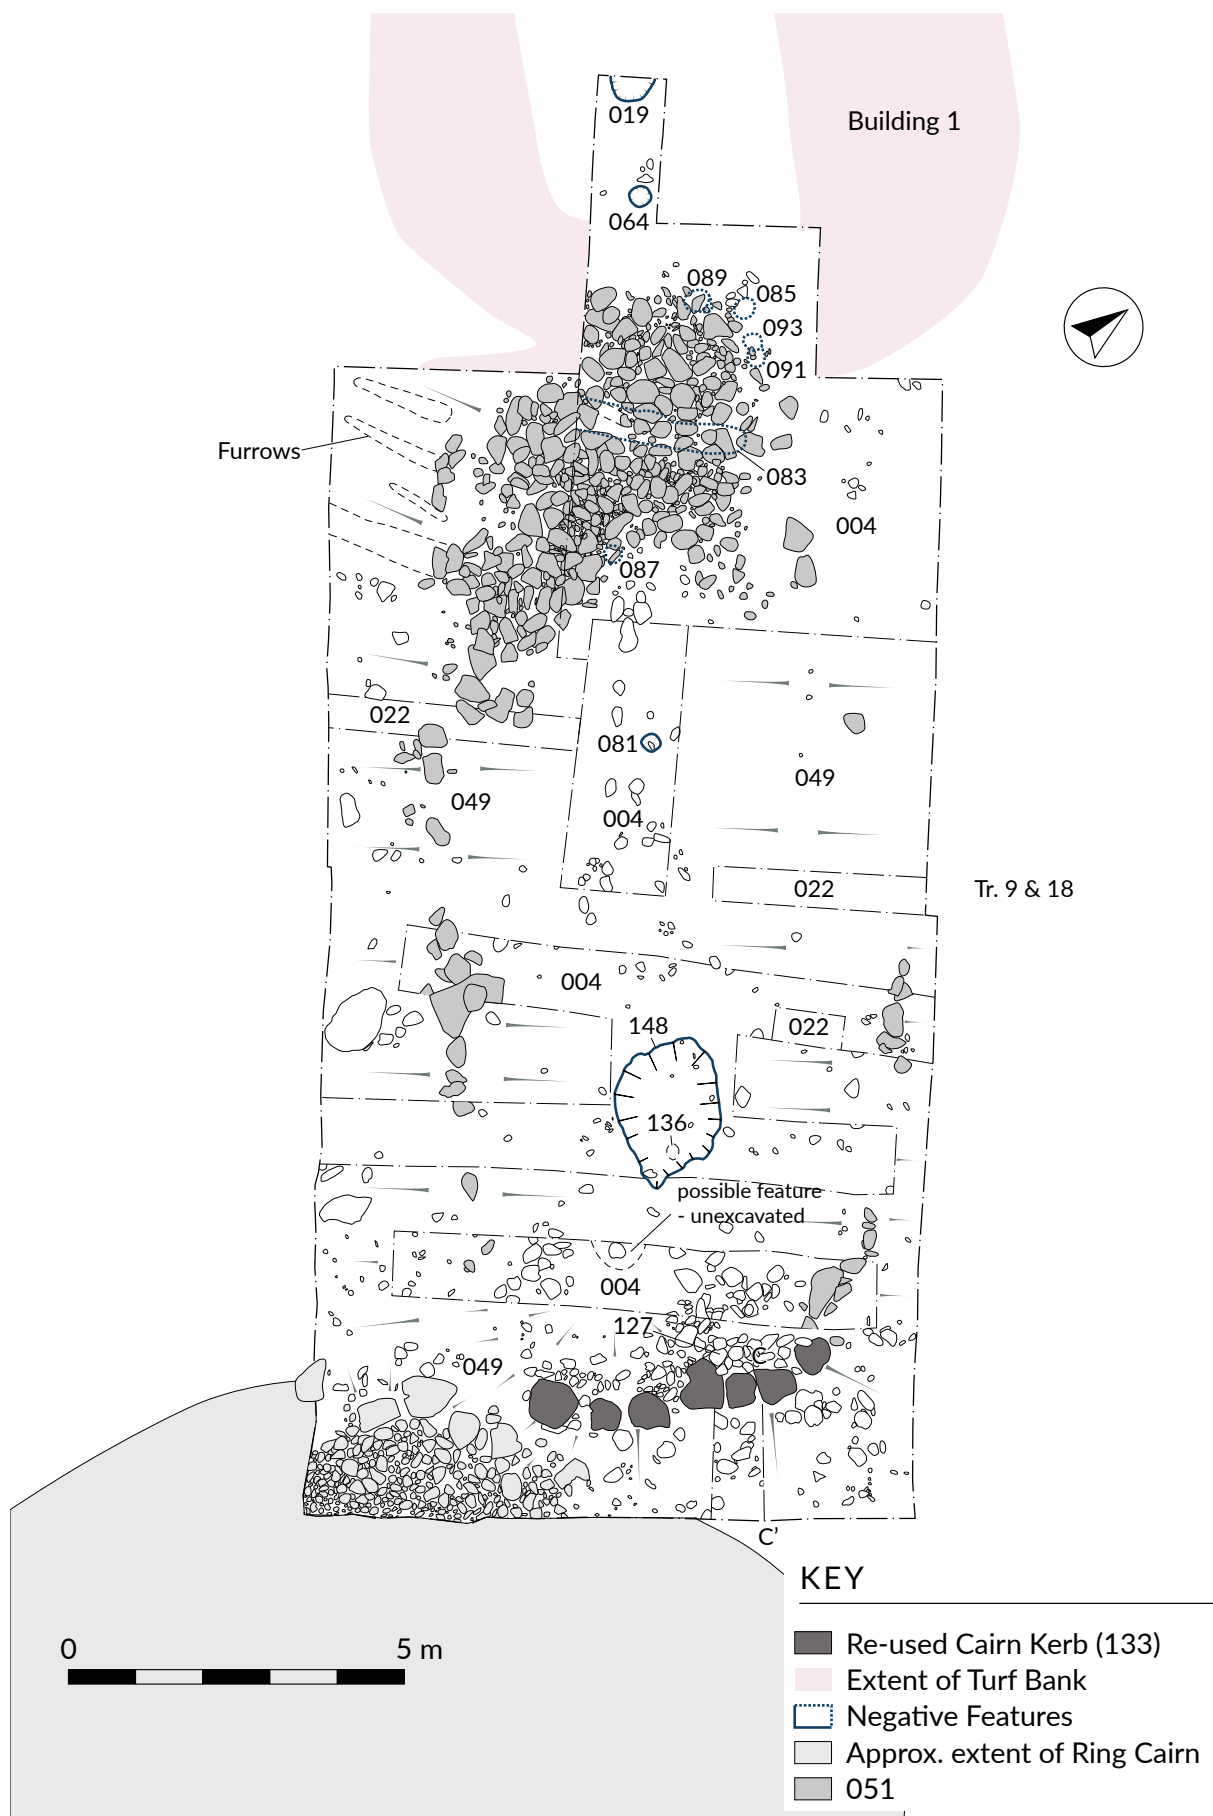 019
Building 1
064
089
085
093
091
Furrows
083
004
087
022
081
049
049
004
022
Tr. 9 & 18
004
022
148
136
possible feature
- unexcavated
004
127
C
049
C
C'
KEY
0 5 m
Re-used Cairn Kerb (133)
Extent of Turf Bank
Negative Features
Approx. extent of Ring Cairn
051